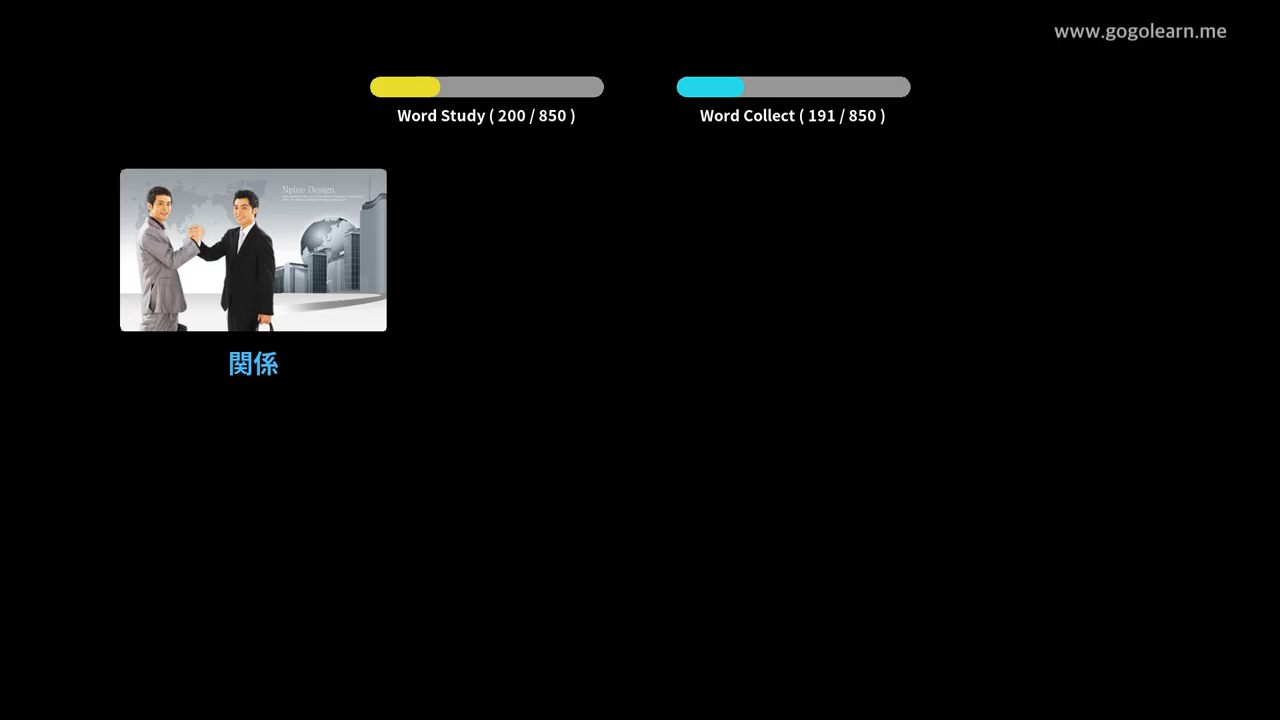 www.gogolearn.me
Word Study ( 200 / 850 )
Word Collect ( 191 / 850 )
Npine Design
関係